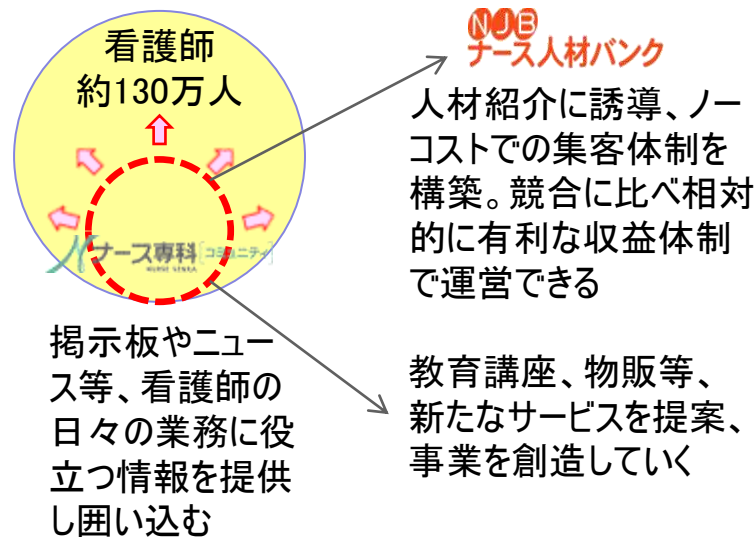 看護師
約130万人
ナース専科[コミュニティ]
NURSE SENKA
掲示板やニュー
ス等、看護師の
日々の業務に役
立つ情報を提供
し囲い込む
NJB
ナース人材バンク
人材紹介に誘導、ノー
コストでの集客体制を
構築。競合に比べ相対
的に有利な収益体制
で運営できる
教育講座、物販等、
新たなサービスを提案、
事業を創造していく